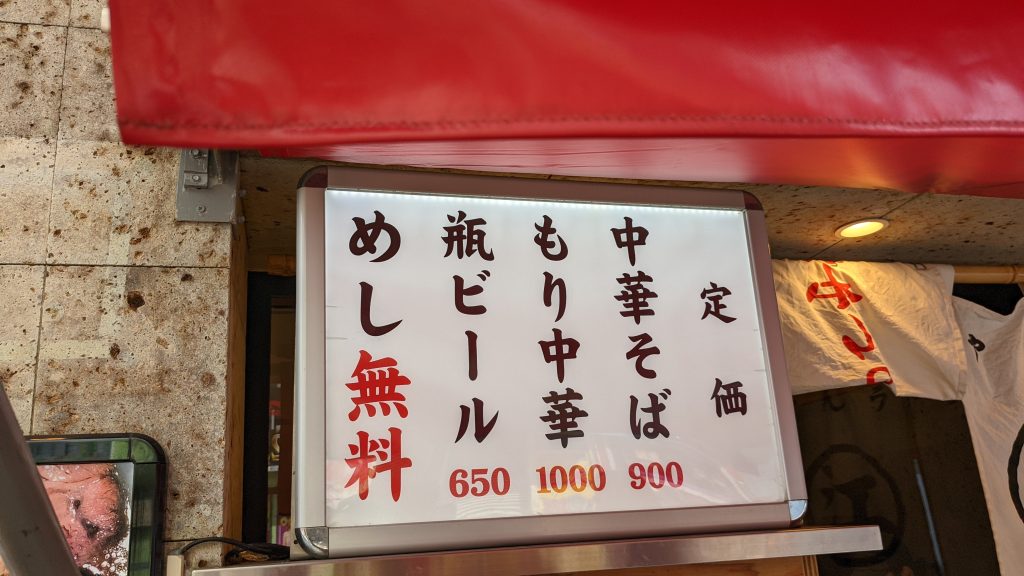 定価
中華そば 900
もり中華 1000
瓶ビール 650
めし無料